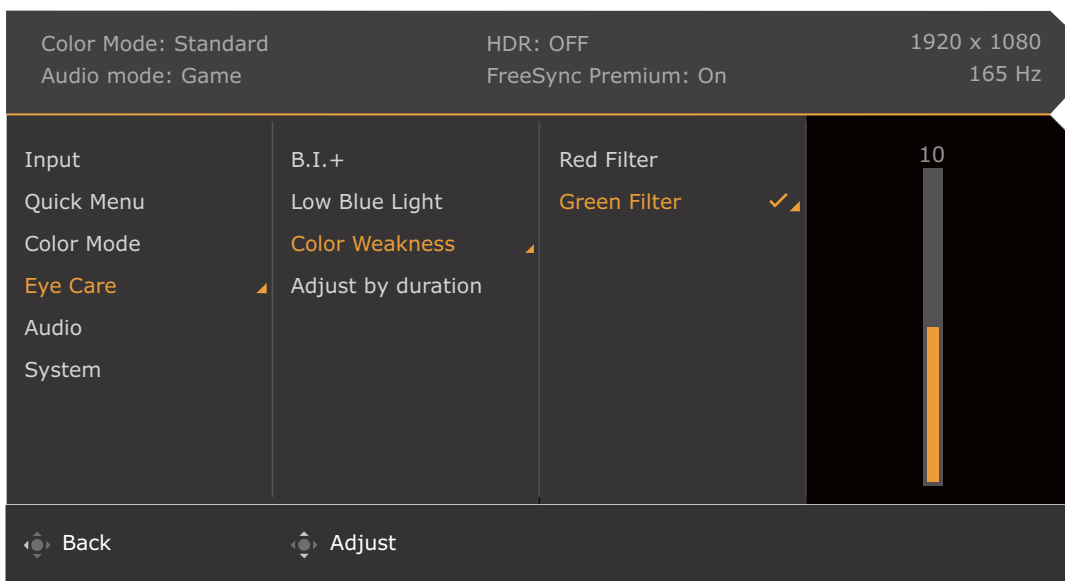 Color Mode: Standard
HDR: OFF
1920 x 1080
Audio mode: Game
FreeSync Premium: On
165 Hz
Input
Quick Menu
Color Mode
Eye Care
Audio
System
B.I.+
Low Blue Light
Color Weakness
Adjust by duration
Red Filter
Green Filter
10
Back
Adjust